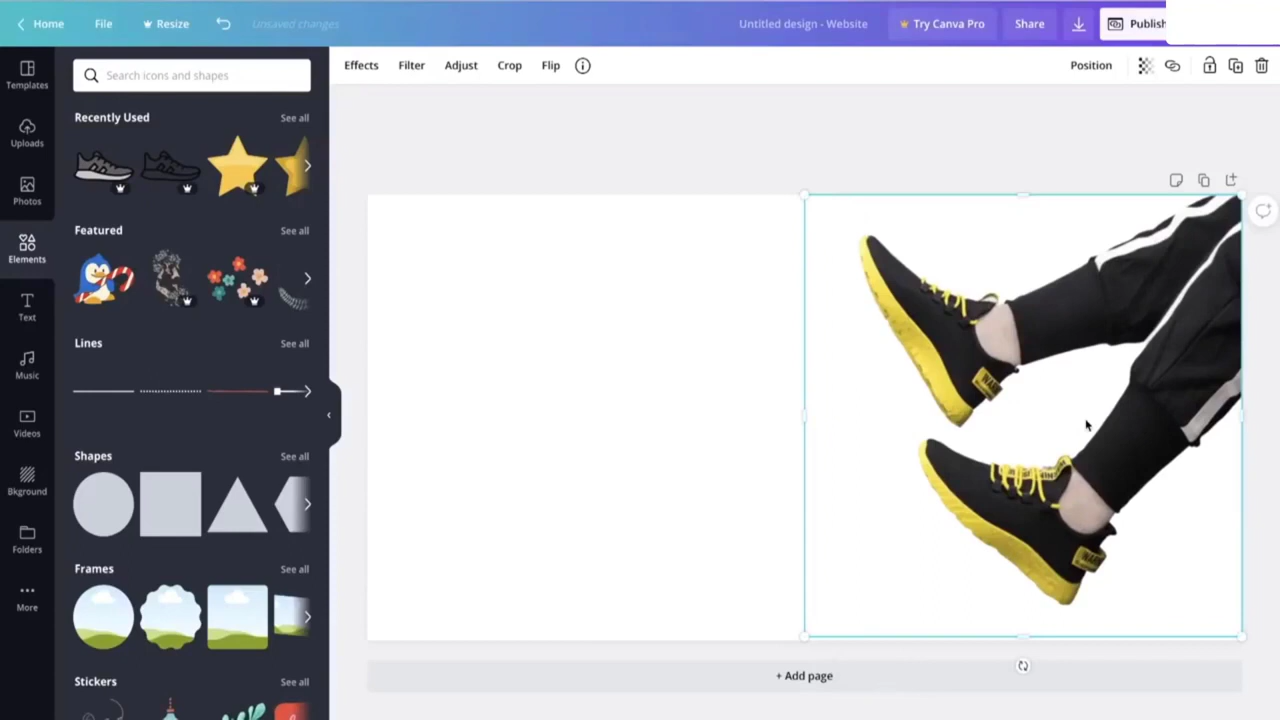 Home File Resize Unsaved changes Untitled design - Website Try Canva Pro Share Publish
Templates
Uploads
Photos
Elements
Text
Music
Videos
Bkground
Folders
More
Search icons and shapes
Recently Used See all
Featured See all
Lines See all
Shapes See all
Frames See all
Stickers See all
Effects Filter Adjust Crop Flip Position
+ Add page